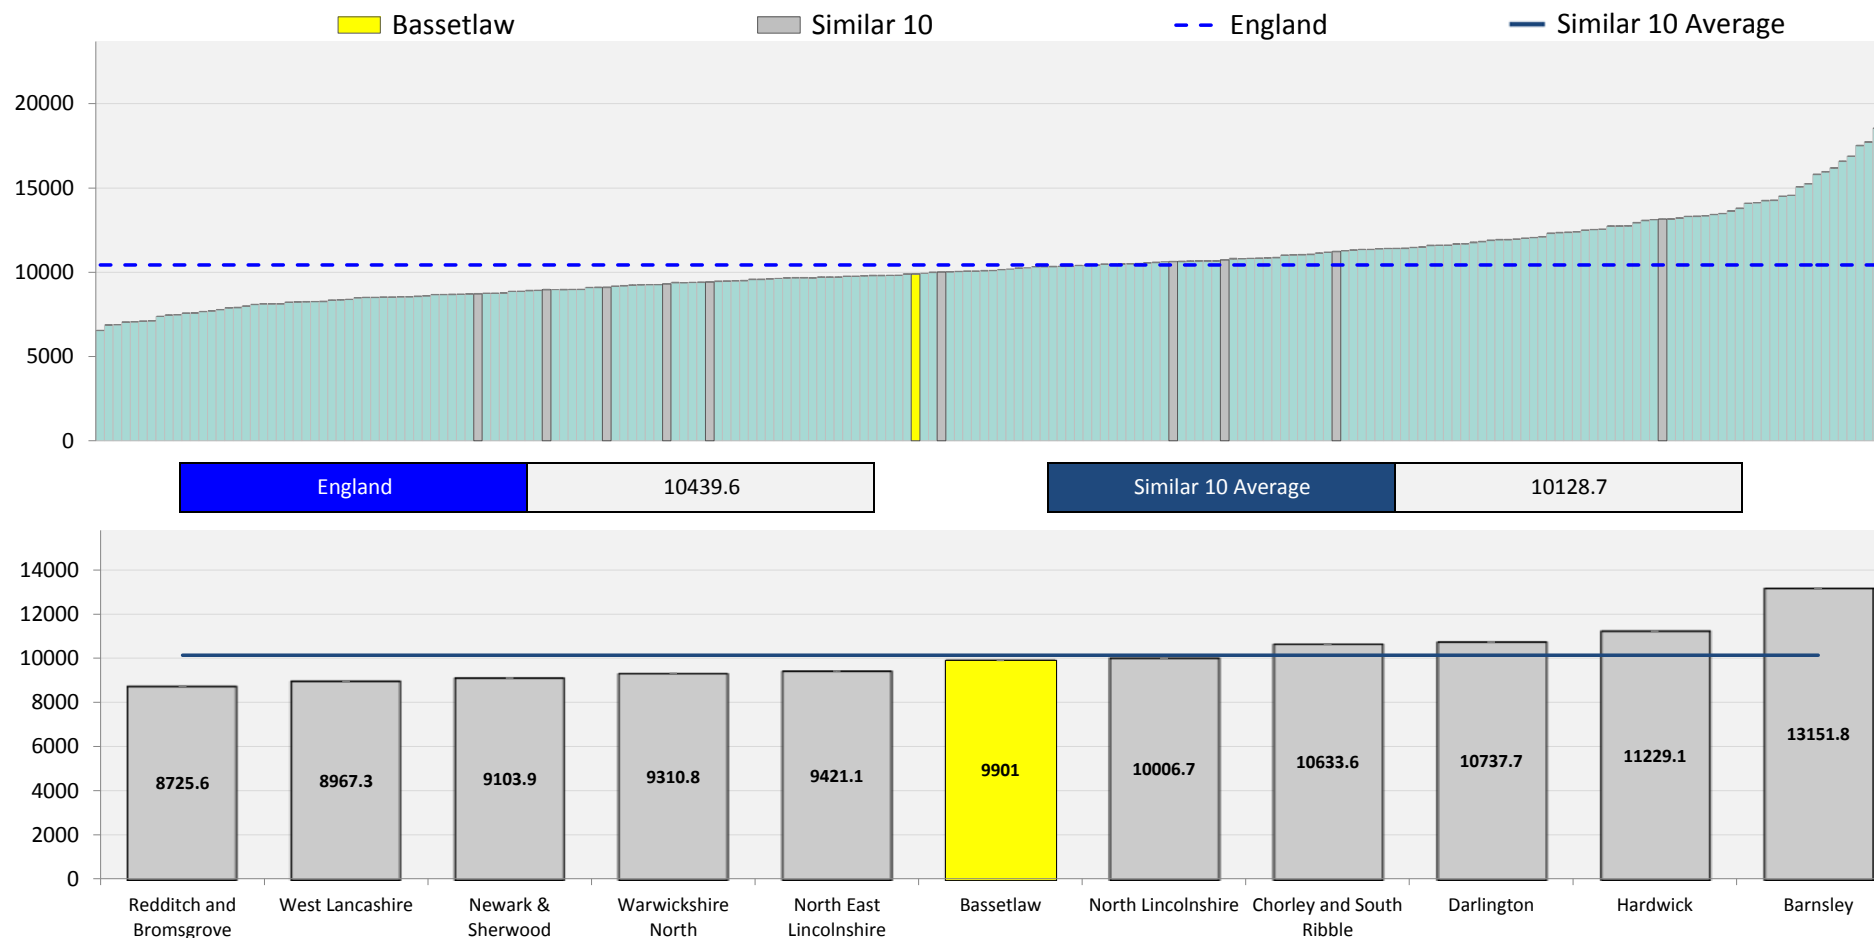 Bassetlaw Similar 10 England Similar 10 Average
20000
15000
10000
5000
0
England 10439.6 Similar 10 Average 10128.7
14000
12000
10000
8000
6000
4000
2000
0
8725.6 8967.3 9103.9 9310.8 9421.1 9901 10006.7 10633.6 10737.7 11229.1 13151.8
Redditch and Bromsgrove
West Lancashire
Newark & Sherwood
Warwickshire North
North East Lincolnshire
Bassetlaw
North Lincolnshire
Chorley and South Ribble
Darlington
Hardwick
Barnsley